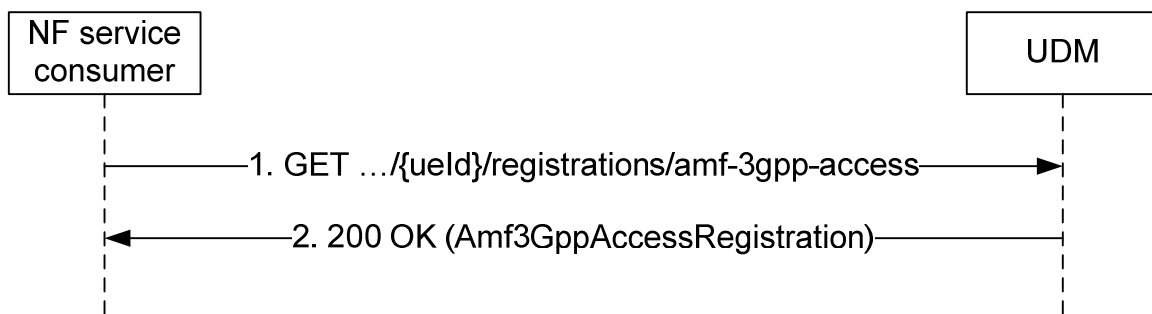 NF service
consumer
UDM
1. GET …/{ueId}/registrations/amf-3gpp-access
2. 200 OK (Amf3GppAccessRegistration)